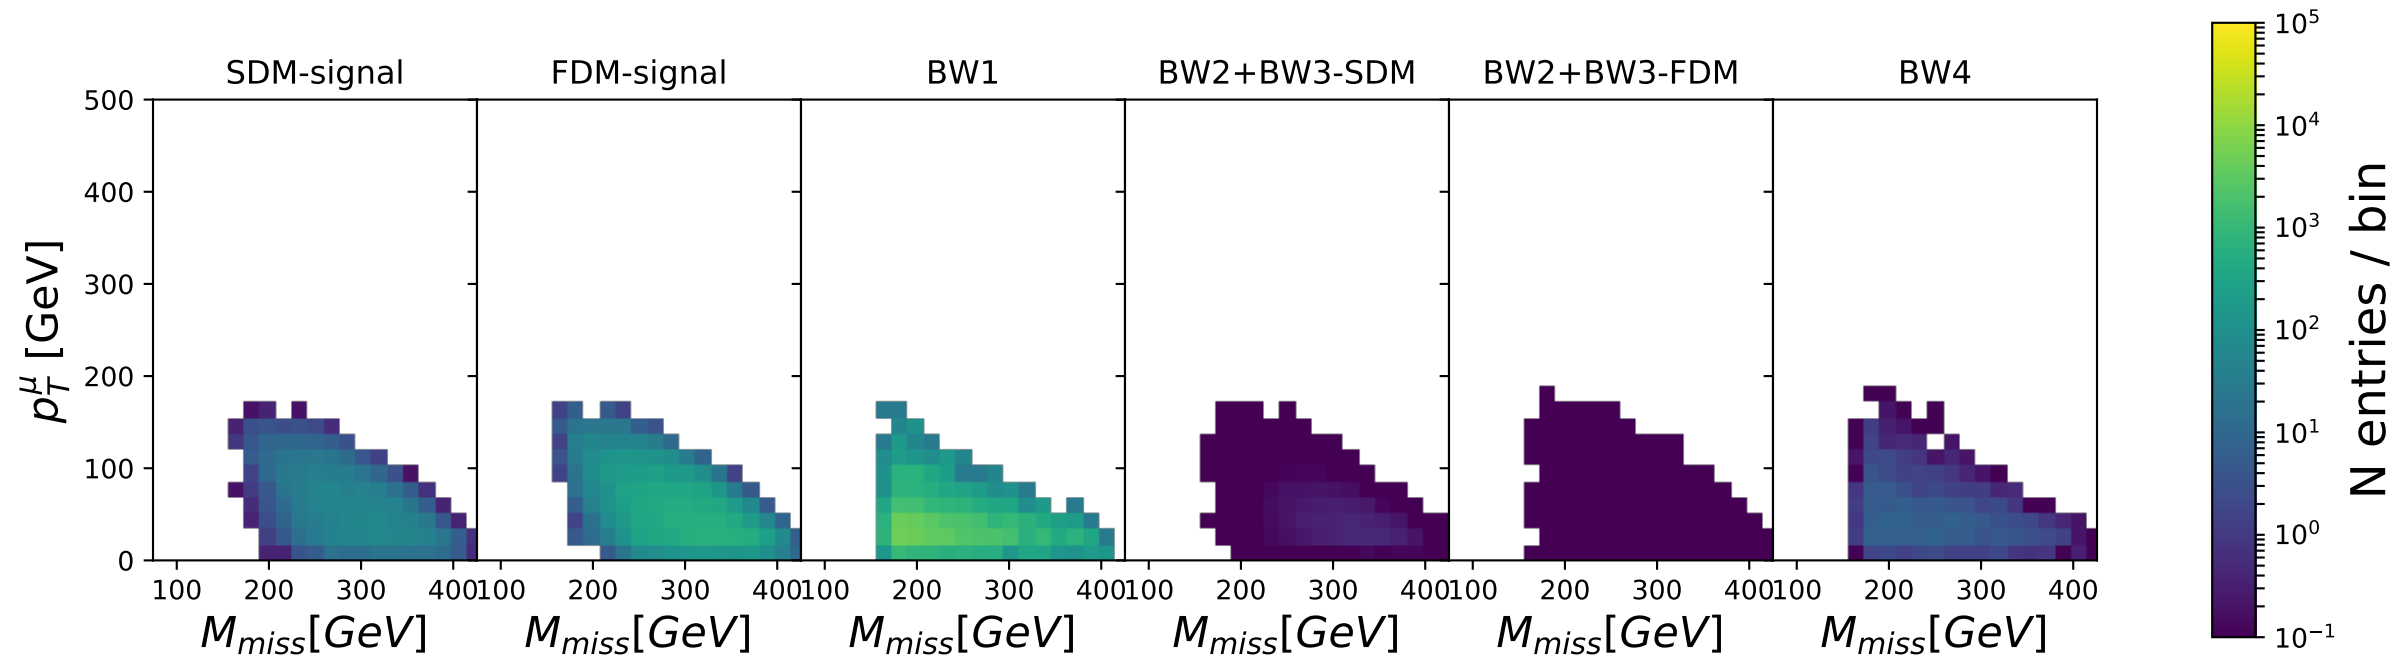 SDM-signal FDM-signal BW1 BW2+BW3-SDM BW2+BW3-FDM BW4
500
400
300
200
100
0
p_T^μ [GeV]
100 200 300 400 100 200 300 400 100 200 300 400 100 200 300 400 100 200 300 400 100 200 300 400
M_miss[GeV] M_miss[GeV] M_miss[GeV] M_miss[GeV] M_miss[GeV] M_miss[GeV]
10^5
10^4
10^3
10^2
10^1
10^0
10^−1
N entries / bin